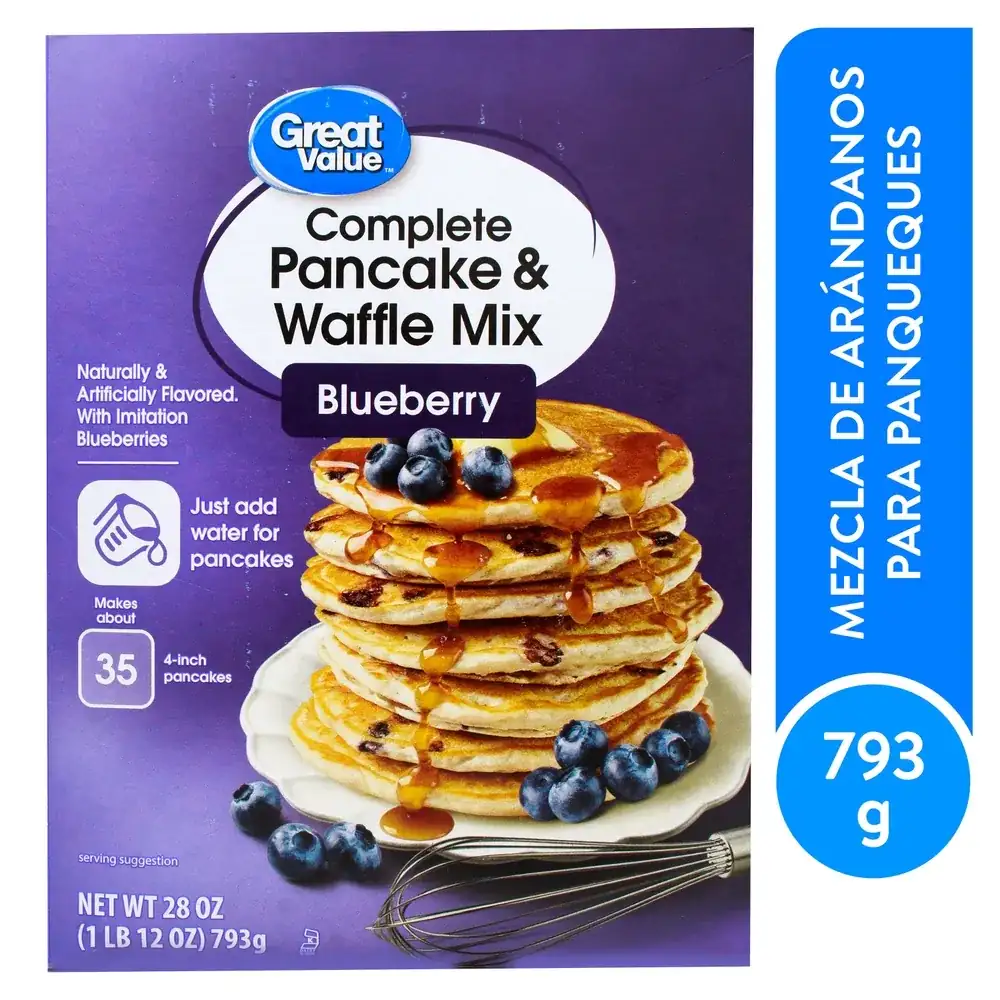 Great
Value™
Complete
Pancake &
Waffle Mix
Blueberry
Naturally &
Artificially Flavored.
With Imitation
Blueberries
Just add
water for
pancakes
Makes
about
35
4-inch
pancakes
serving suggestion
NET WT 28 OZ
(1 LB 12 OZ) 793g
K
MEZCLA DE ARÁNDANOS
PARA PANQUEQUES
793
g